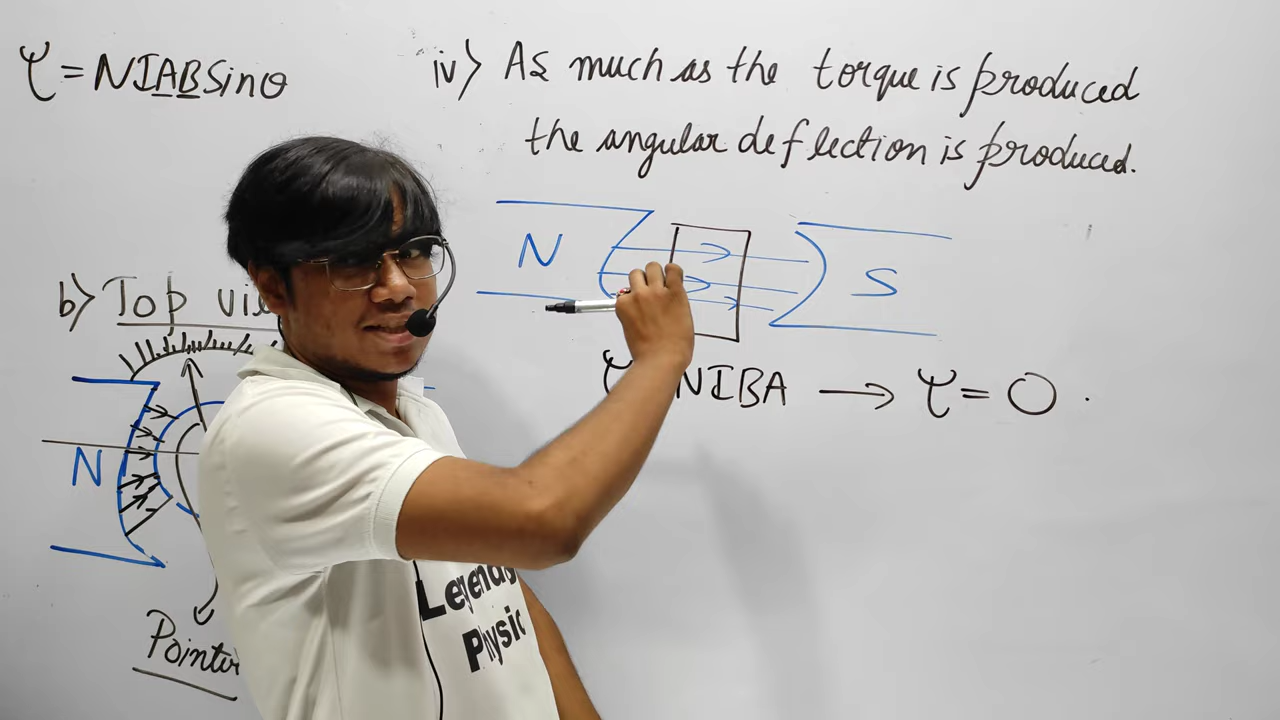 τ = NIABSinθ
iv) As much as the torque is produced
the angular deflection is produced.
N
S
b) Top
τ NIBA → τ = 0.
N
Legend
Physic